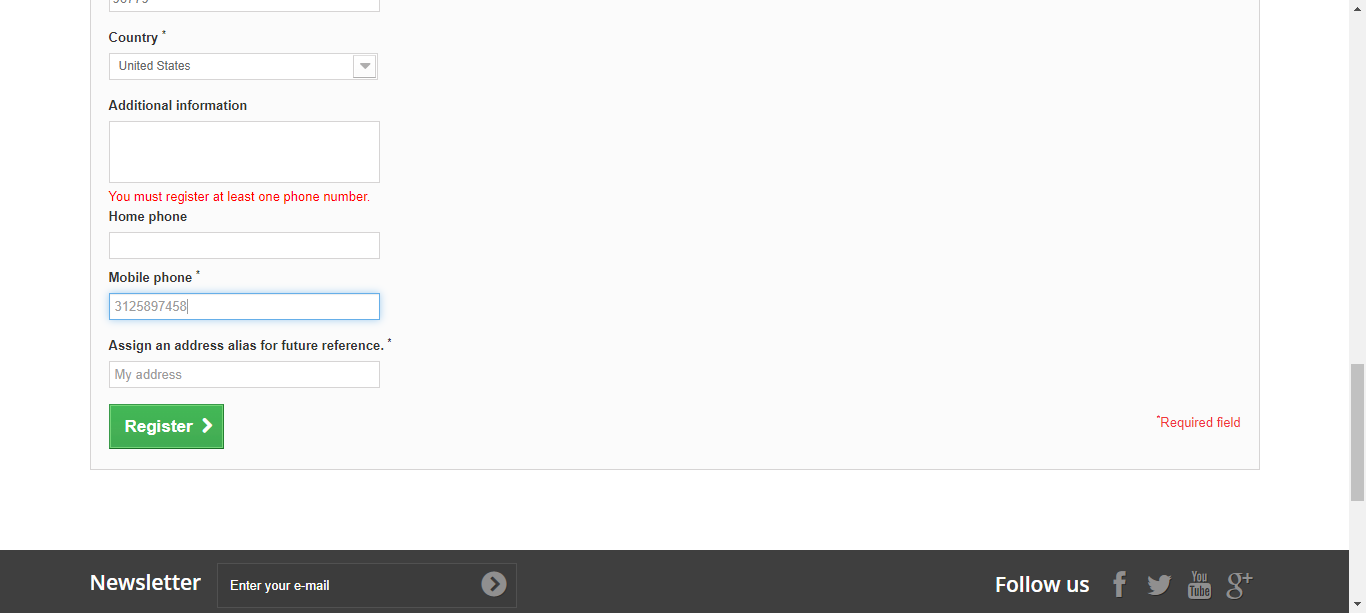 Country *
United States
Additional information
You must register at least one phone number.
Home phone
Mobile phone *
3125897458
Assign an address alias for future reference. *
My address
Register
*Required field
Newsletter
Enter your e-mail
Follow us
You
Tube
g+